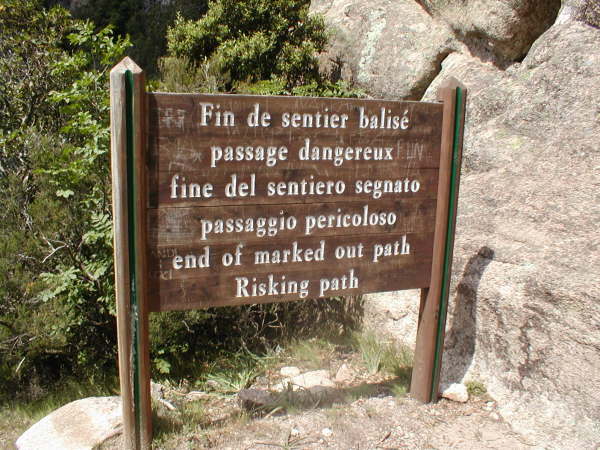 Fin de sentier balisé
passage dangereux
fine del sentiero segnato
passaggio pericoloso
end of marked out path
Risking path